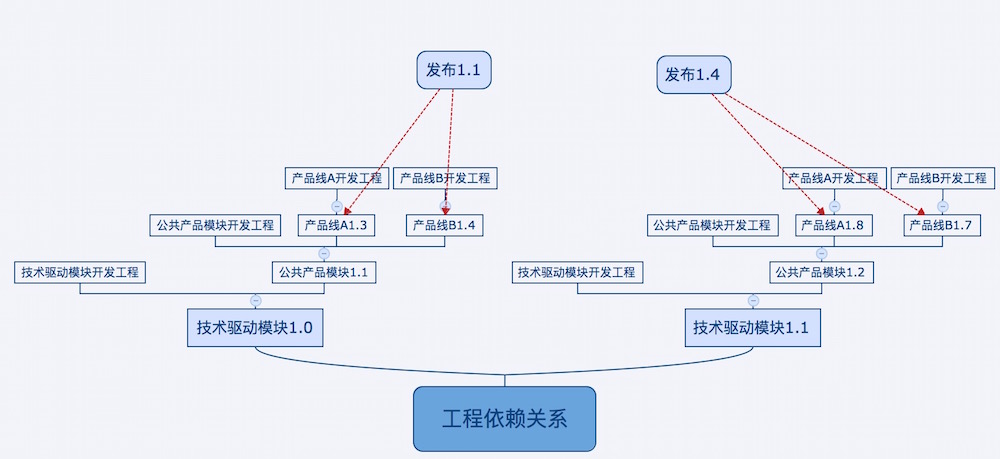 发布1.1
发布1.4
产品线A开发工程
产品线B开发工程
产品线A开发工程
产品线B开发工程
公共产品模块开发工程
产品线A1.3
产品线B1.4
公共产品模块开发工程
产品线A1.8
产品线B1.7
技术驱动模块开发工程
公共产品模块1.1
技术驱动模块开发工程
公共产品模块1.2
技术驱动模块1.0
技术驱动模块1.1
工程依赖关系